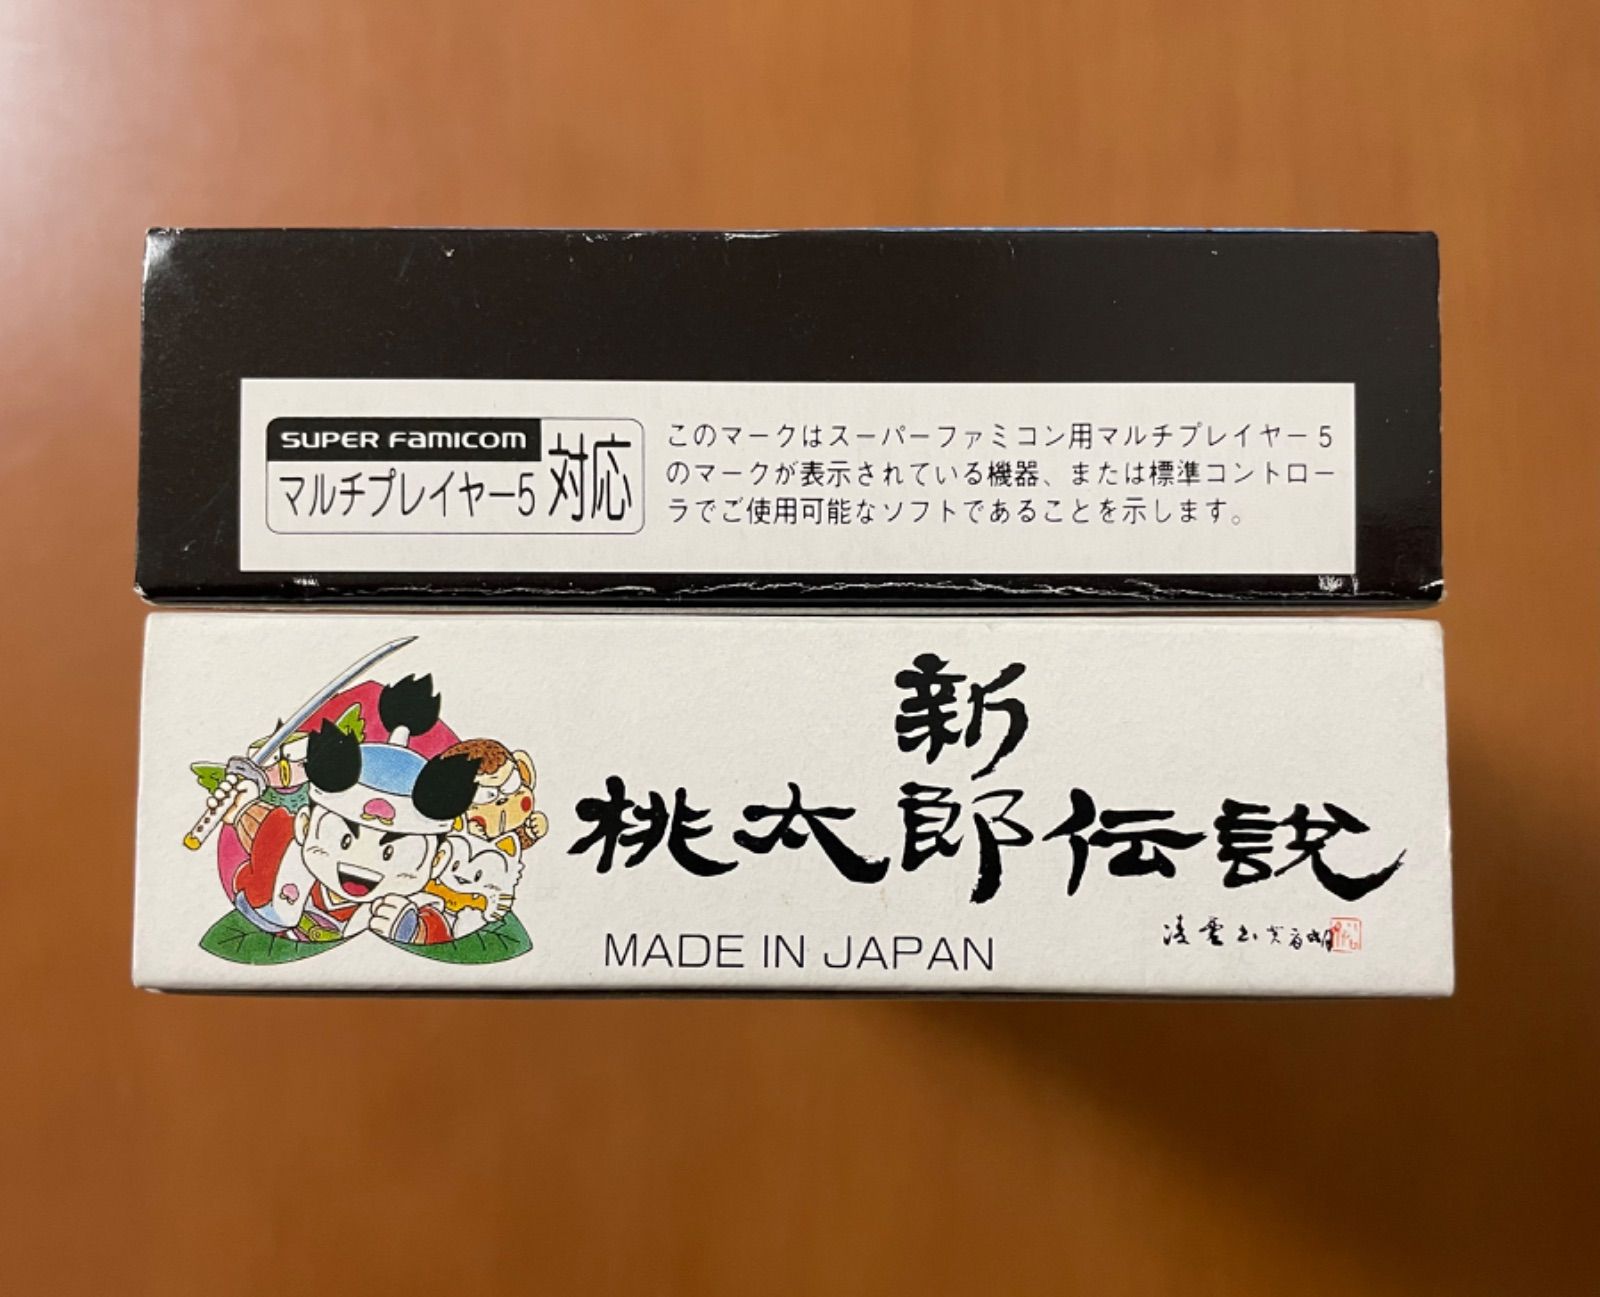 SUPER FAMICOM
マルチプレイヤー5
対応
このマークはスーパーファミコン用マルチプレイヤー5
のマークが表示されている機器、または標準コントロー
ラでご使用可能なソフトであることを示します。
新
桃太郎伝説
MADE IN JAPAN